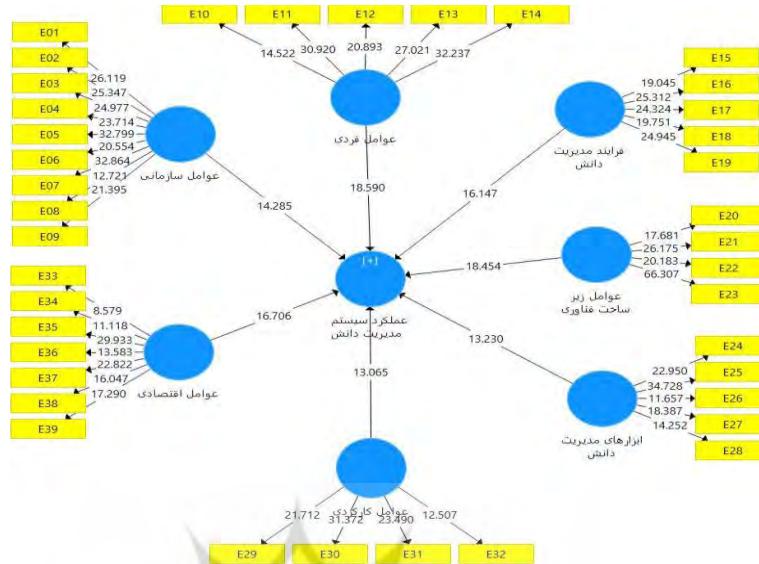 E10
E11
E12
E13
E14
14.522
30.920
20.893
27.021
32.237
عوامل فردی
18.590
E01
E02
E03
E04
E05
E06
E07
E08
E09
26.119
25.347
24.977
23.714
32.799
20.554
32.864
12.721
21.395
عوامل سازمانی
14.285
E15
E16
E17
E18
E19
19.045
25.312
24.324
19.751
24.945
فرایند مدیریت
دانش
16.147
E20
E21
E22
E23
17.681
26.175
20.183
66.307
عوامل زیر
ساخت فناوری
18.454
[+]
عملکرد سیستم
مدیریت دانش
E33
E34
E35
E36
E37
E38
E39
8.579
11.118
29.933
13.583
22.822
16.047
17.290
عوامل اقتصادی
16.706
E24
E25
E26
E27
E28
22.950
34.728
11.657
18.387
14.252
ابزارهای مدیریت
دانش
13.230
13.065
عوامل کارکردی
21.712
31.372
23.490
12.507
E29
E30
E31
E32